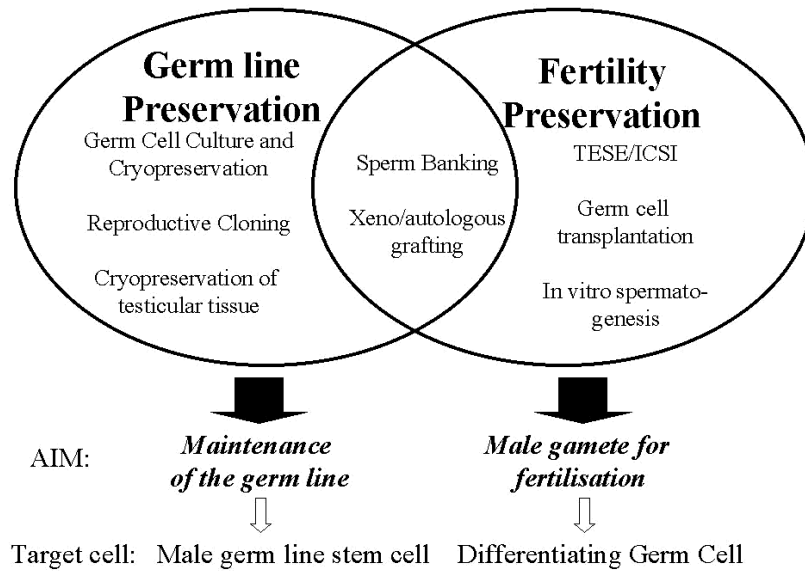 Germ line
Preservation
Germ Cell Culture and
Cryopreservation
Reproductive Cloning
Cryopreservation of
testicular tissue
Sperm Banking
Xeno/autologous
grafting
Fertility
Preservation
TESE/ICSI
Germ cell
transplantation
In vitro spermato-
genesis
AIM:
Maintenance
of the germ line
Male gamete for
fertilisation
Target cell: Male germ line stem cell Differentiating Germ Cell